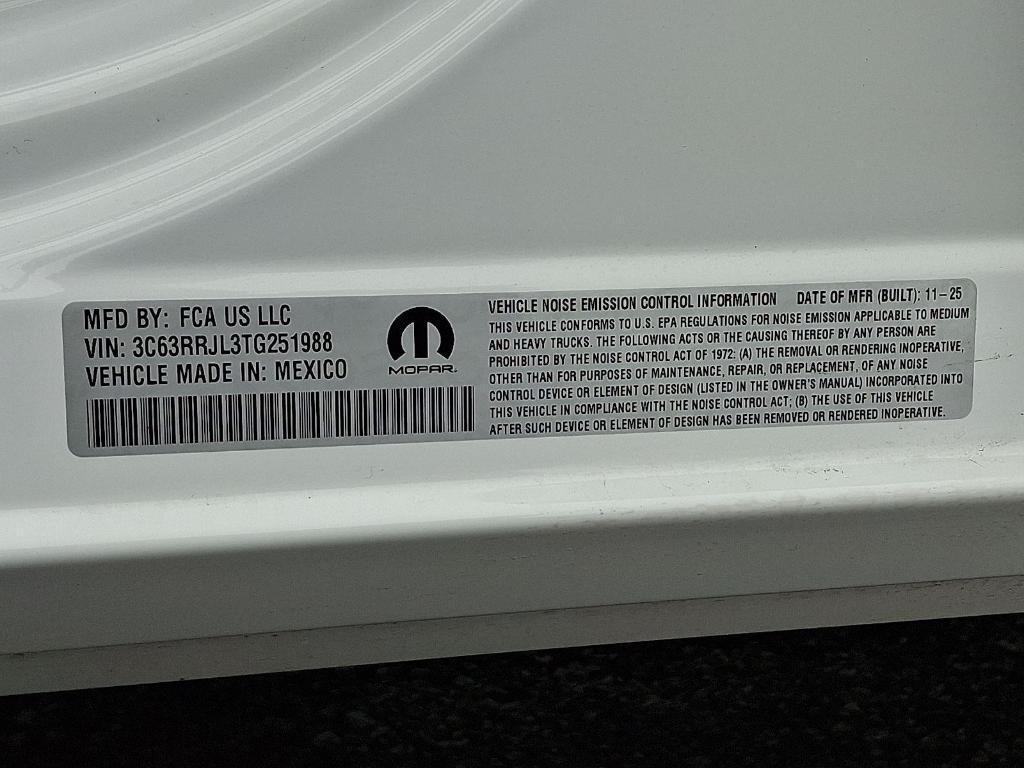 MFD BY: FCA US LLC
VIN: 3C63RRJL3TG251988
VEHICLE MADE IN: MEXICO
MOPAR.
VEHICLE NOISE EMISSION CONTROL INFORMATION DATE OF MFR (BUILT): 11-25
THIS VEHICLE CONFORMS TO U.S. EPA REGULATIONS FOR NOISE EMISSION APPLICABLE TO MEDIUM
AND HEAVY TRUCKS. THE FOLLOWING ACTS OR THE CAUSING THEREOF BY ANY PERSON ARE
PROHIBITED BY THE NOISE CONTROL ACT OF 1972: (A) THE REMOVAL OR RENDERING INOPERATIVE,
OTHER THAN FOR PURPOSES OF MAINTENANCE, REPAIR, OR REPLACEMENT, OF ANY NOISE
CONTROL DEVICE OR ELEMENT OF DESIGN (LISTED IN THE OWNER'S MANUAL) INCORPORATED INTO
THIS VEHICLE IN COMPLIANCE WITH THE NOISE CONTROL ACT; (B) THE USE OF THIS VEHICLE
AFTER SUCH DEVICE OR ELEMENT OF DESIGN HAS BEEN REMOVED OR RENDERED INOPERATIVE.